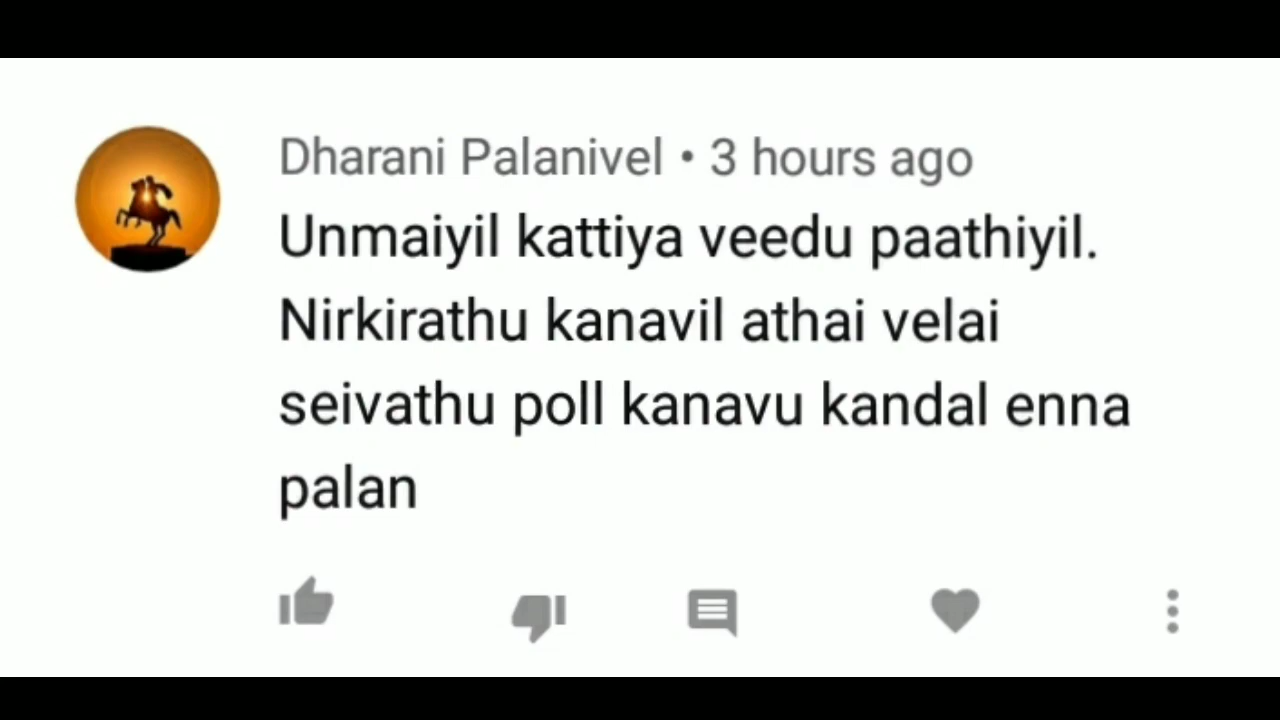 Dharani Palanivel • 3 hours ago
Unmaiyil kattiya veedu paathiyil.
Nirkirathu kanavil athai velai
seivathu poll kanavu kandal enna
palan